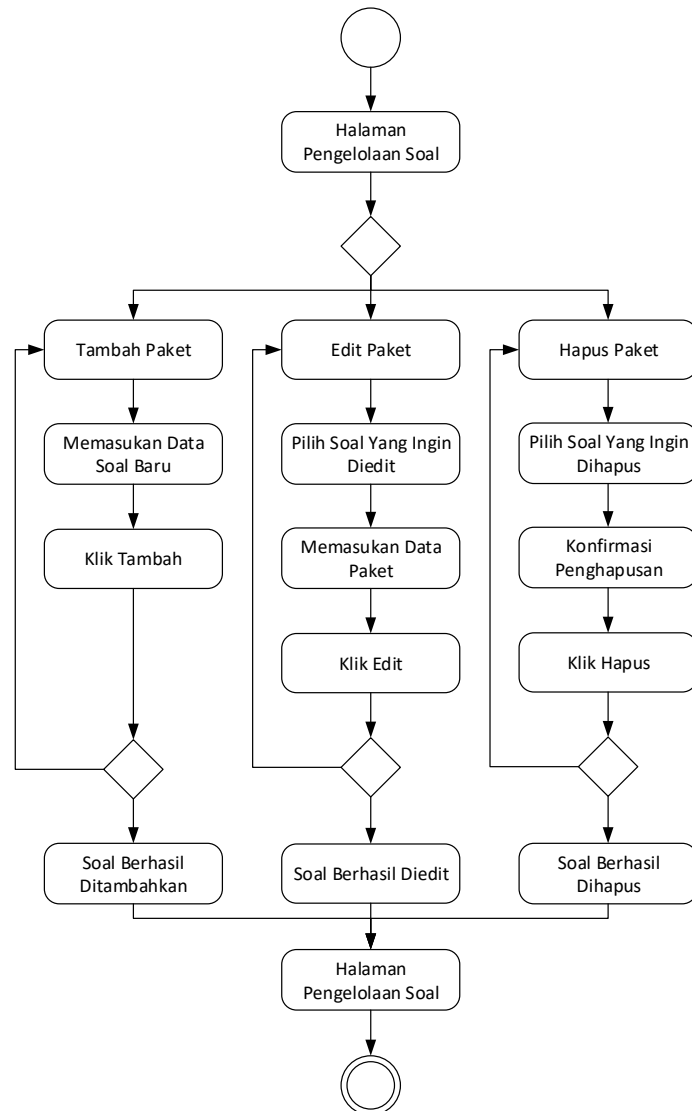 Halaman
Pengelolaan Soal
Tambah Paket
Edit Paket
Hapus Paket
Memasukan Data
Soal Baru
Pilih Soal Yang Ingin
Diedit
Pilih Soal Yang Ingin
Dihapus
Klik Tambah
Memasukan Data
Paket
Konfirmasi
Penghapusan
Klik Edit
Klik Hapus
Soal Berhasil
Ditambahkan
Soal Berhasil Diedit
Soal Berhasil
Dihapus
Halaman
Pengelolaan Soal